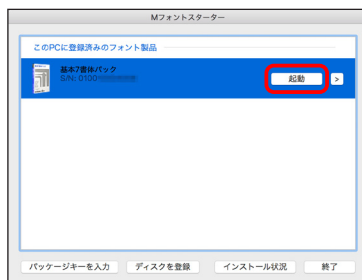 Mフォントスターター
このPCに登録済みのフォント製品
基本7書体パック
S/N: 0100
起動
>
パッケージキーを入力 ディスクを登録 インストール状況 終了